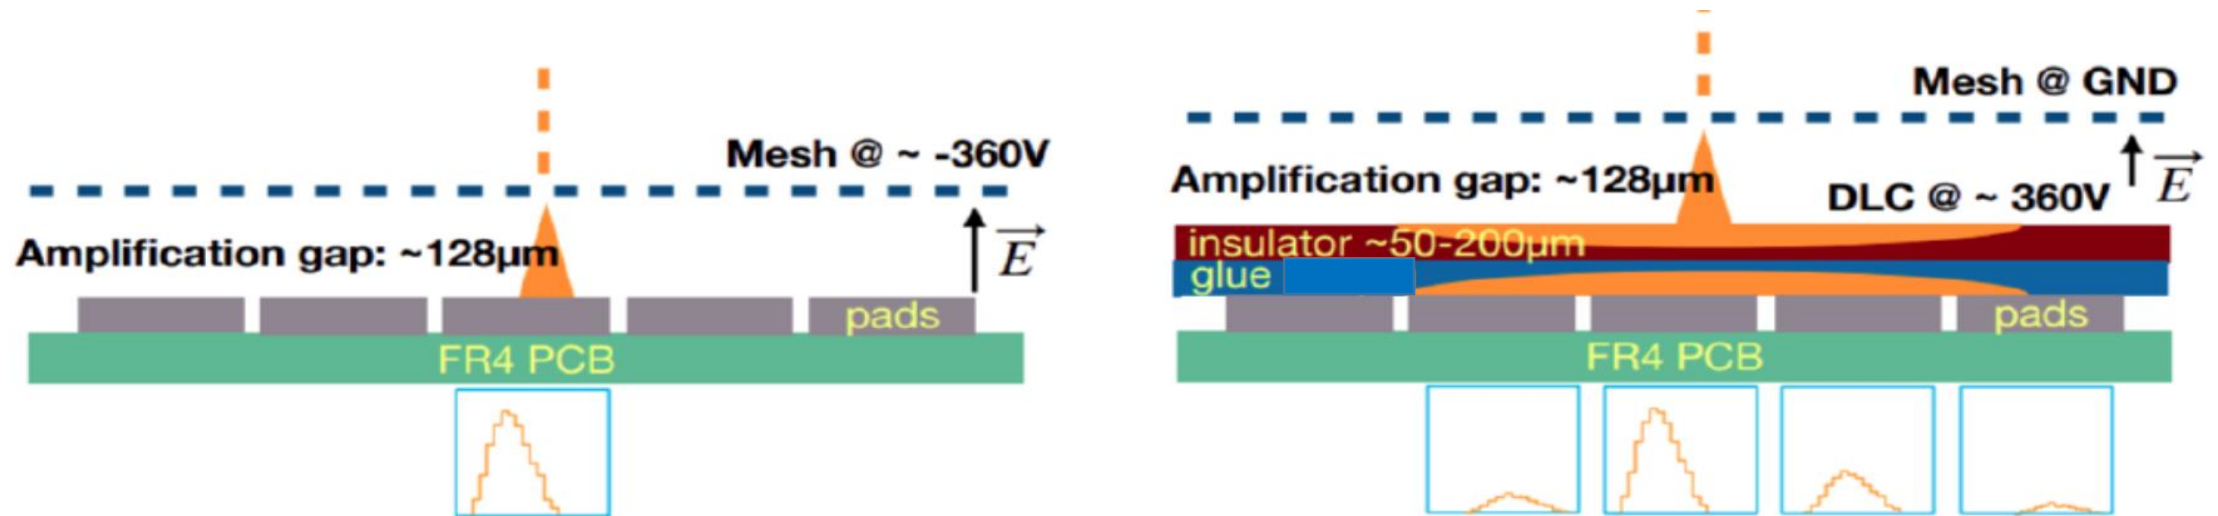 Mesh @ ~ -360V
Amplification gap: ~128µm
E
pads
FR4 PCB
Mesh @ GND
Amplification gap: ~128µm
DLC @ ~ 360V
E
insulator ~50-200µm
glue
pads
FR4 PCB